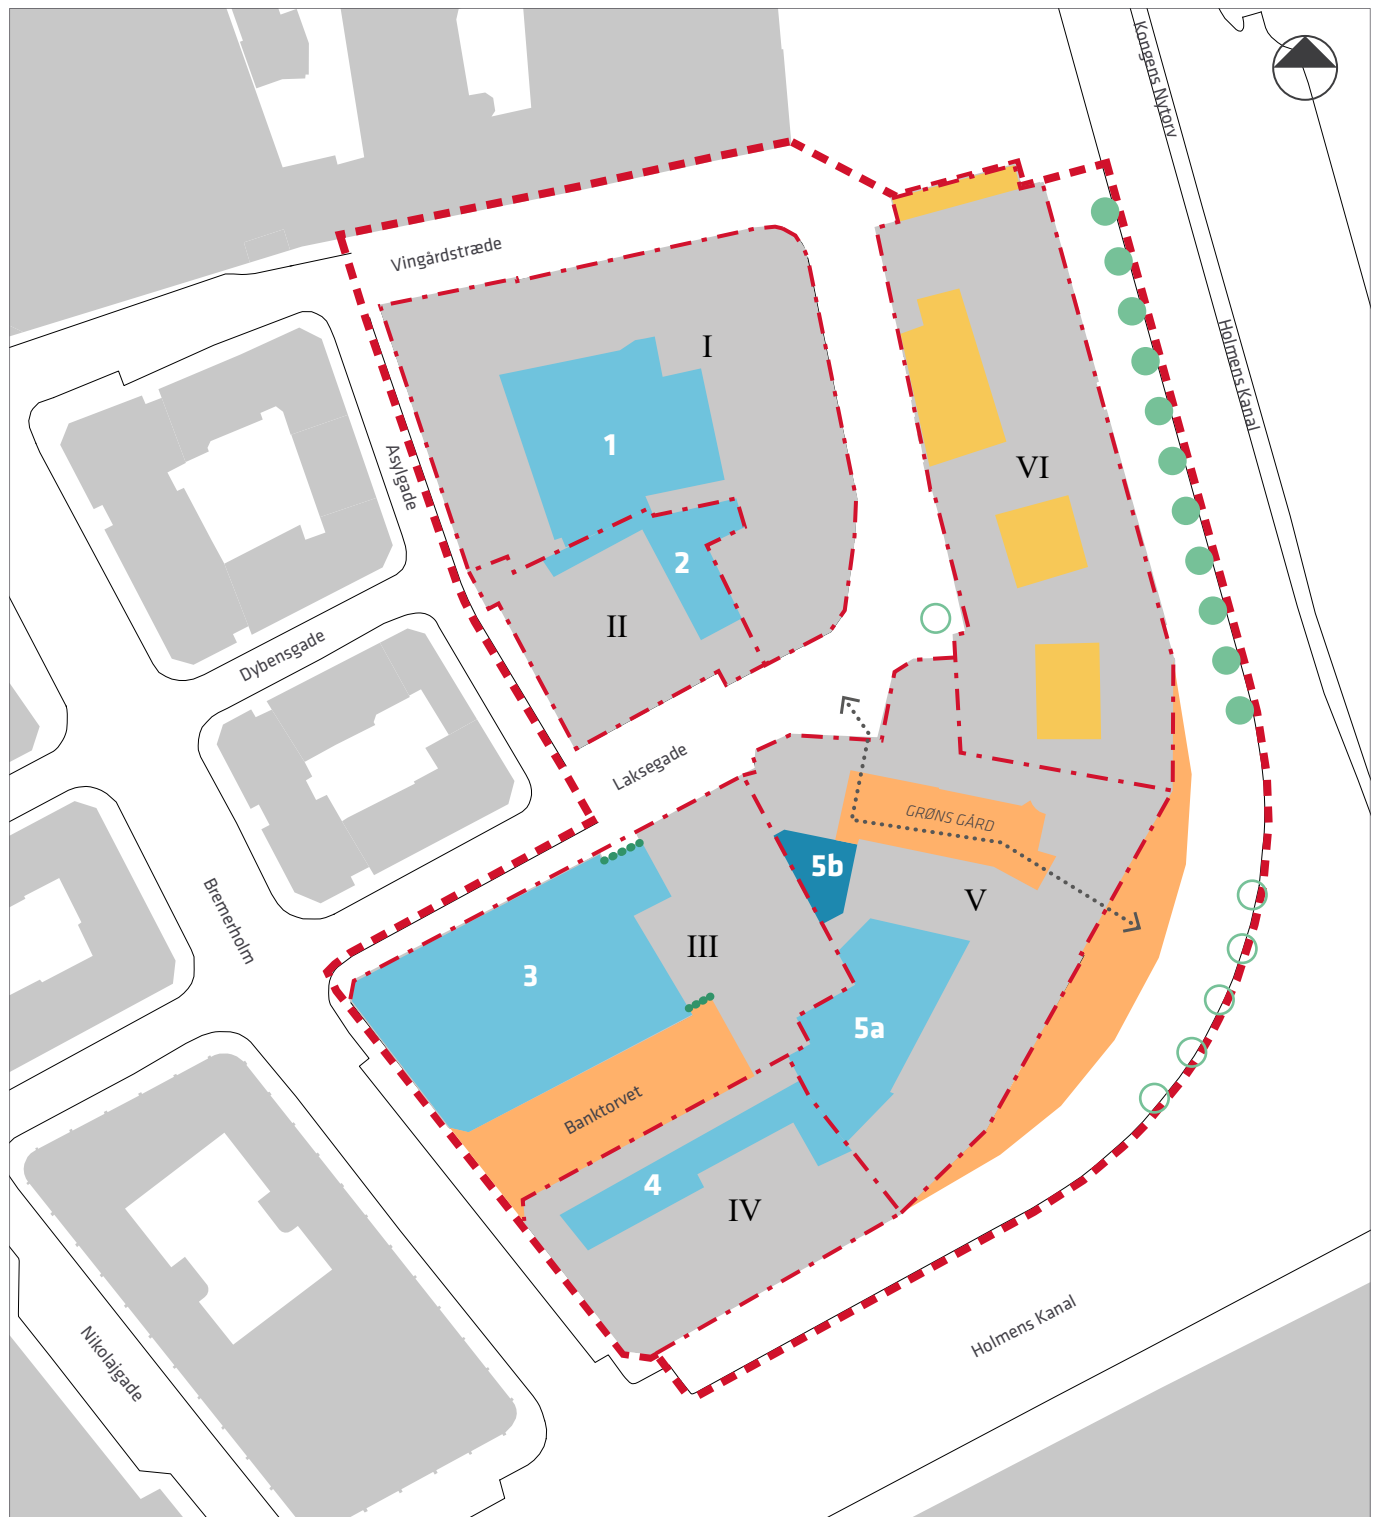 Kongens Nytorv
Vingårdstræde
I
Holmens Kanal
1
Asylgade
VI
2
II
Dybensgade
Laksegade
GRØNS GÅRD
5b
V
Bremerholm
III
3
5a
Banktorvet
4
IV
Holmens Kanal
Nikolajgade